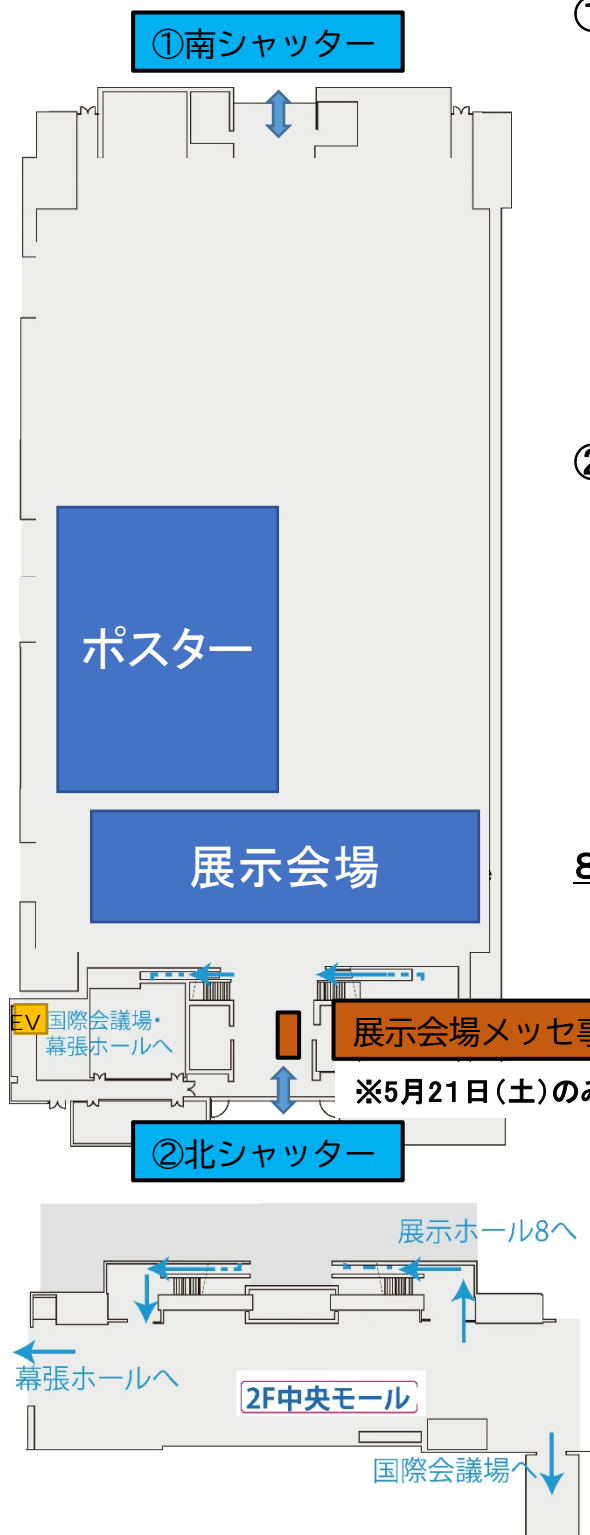 ①南シャッター
①
②
ポスター
展示会場
8
EV
国際会議場・
幕張ホールへ
展示会場メッセ
※5月21日(土)のみ
②北シャッター
展示ホール8へ
幕張ホールへ
2F中央モール
国際会議場へ